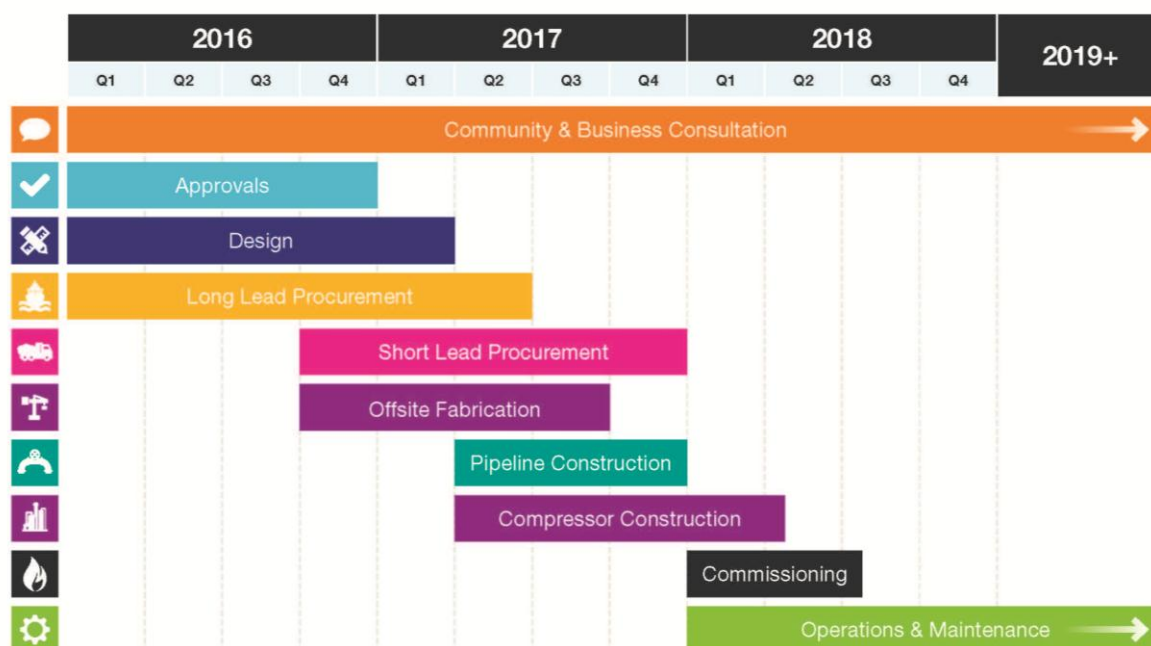 2016 2017 2018 2019+
Q1 Q2 Q3 Q4 Q1 Q2 Q3 Q4 Q1 Q2 Q3 Q4
Community & Business Consultation
Approvals
Design
Long Lead Procurement
Short Lead Procurement
Offsite Fabrication
Pipeline Construction
Compressor Construction
Commissioning
Operations & Maintenance